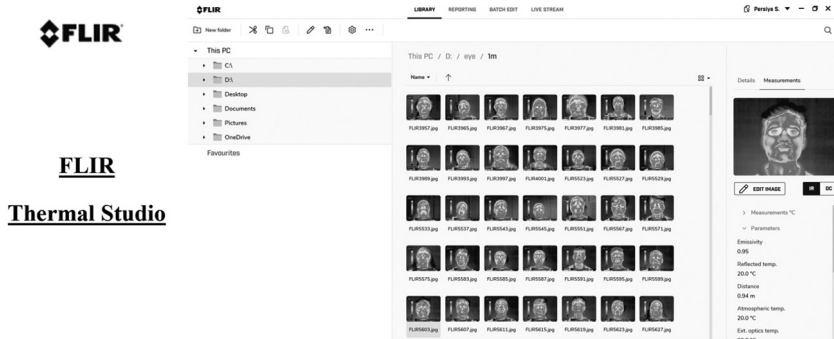 FLIR
FLIR
Thermal Studio
FLIR
LIBRARY REPORTING BATCH EDIT LIVE STREAM
Persiya S.
New folder
This PC
C:\
D:\
Desktop
Documents
Pictures
OneDrive
Favourites
This PC / D: / eye / 1m
Name
FLIR3957.jpg FLIR3965.jpg FLIR3967.jpg FLIR3975.jpg FLIR3977.jpg FLIR3981.jpg FLIR3985.jpg
FLIR3989.jpg FLIR3993.jpg FLIR3997.jpg FLIR4001.jpg FLIR5523.jpg FLIR5527.jpg FLIR5529.jpg
FLIR5533.jpg FLIR5537.jpg FLIR5543.jpg FLIR5545.jpg FLIR5551.jpg FLIR5567.jpg FLIR5571.jpg
FLIR5575.jpg FLIR5583.jpg FLIR5585.jpg FLIR5587.jpg FLIR5591.jpg FLIR5595.jpg FLIR5599.jpg
FLIR5603.jpg FLIR5607.jpg FLIR5611.jpg FLIR5615.jpg FLIR5619.jpg FLIR5623.jpg FLIR5627.jpg
Details Measurements
EDIT IMAGE IR DC
Measurements °C
Parameters
Emissivity
0.95
Reflected temp.
20.0 °C
Distance
0.94 m
Atmospheric temp.
20.0 °C
Ext. optics temp.